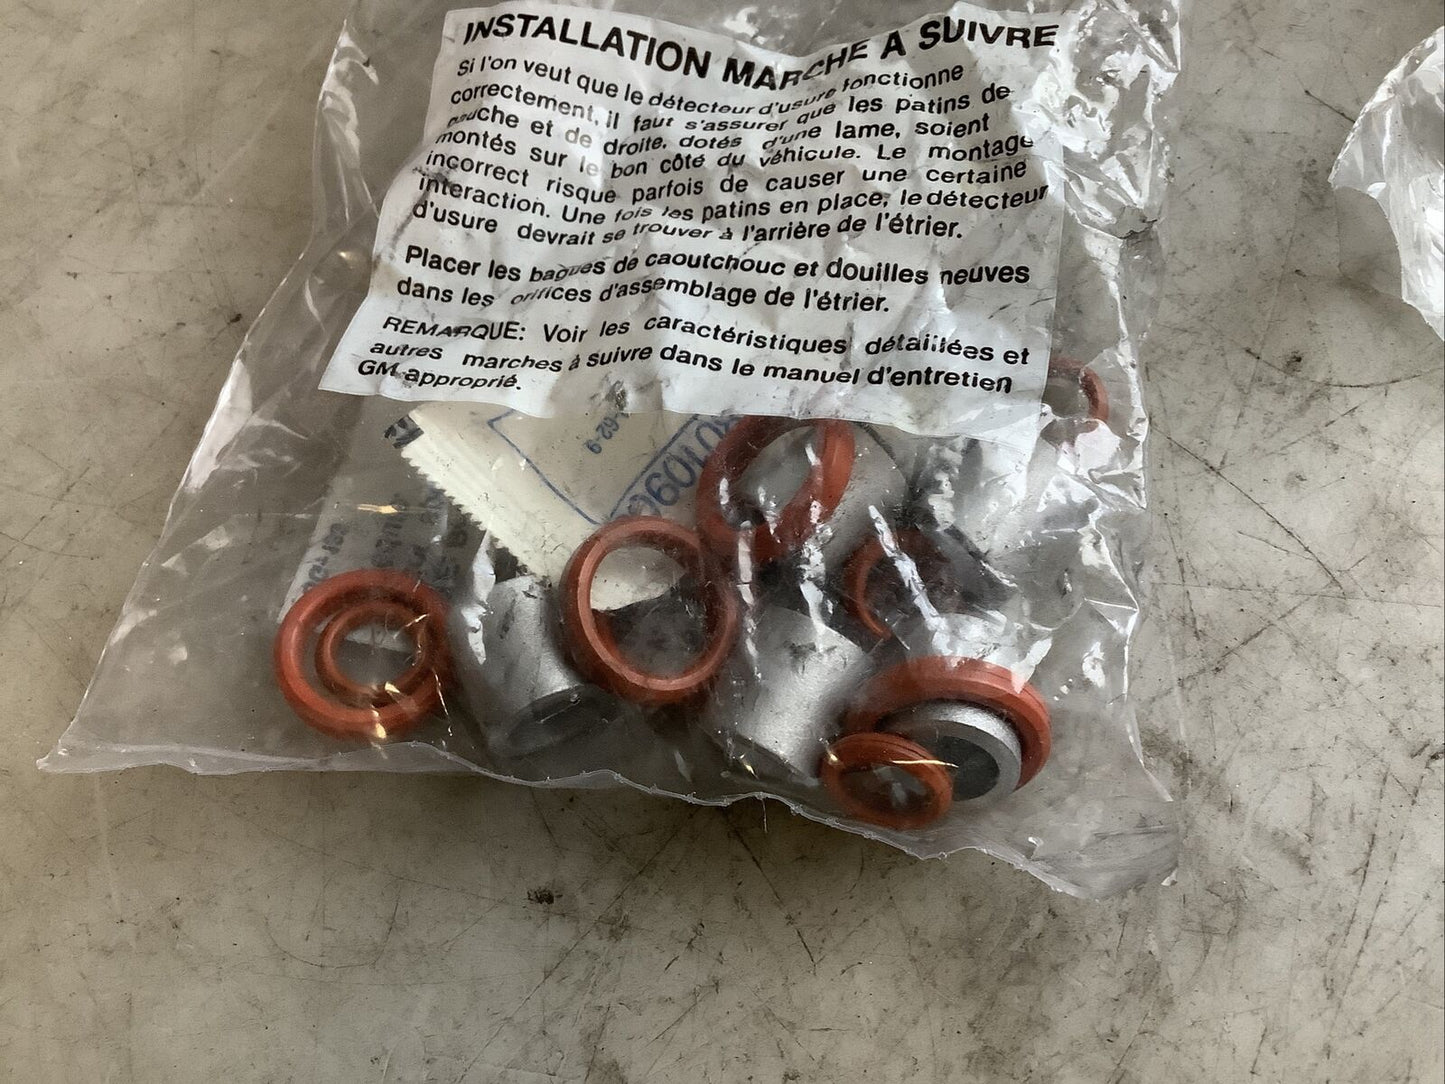 INSTALLATION MARCHE A SUIVRE
Si l'on veut que le détecteur d'usure fonctionne
correctement, il faut s'assurer que les patins de
gauche et de droite, dotés d'une lame, soient
montés sur le bon côté du véhicule. Le montage
incorrect risque parfois de causer une certaine
interaction. Une fois les patins en place, le détecteur
d'usure devrait se trouver à l'arrière de l'étrier.
Placer les bagues de caoutchouc et douilles neuves
dans les orifices d'assemblage de l'étrier.
REMARQUE: Voir les caractéristiques détaillées et
autres marches à suivre dans le manuel d'entretien
GM approprié.